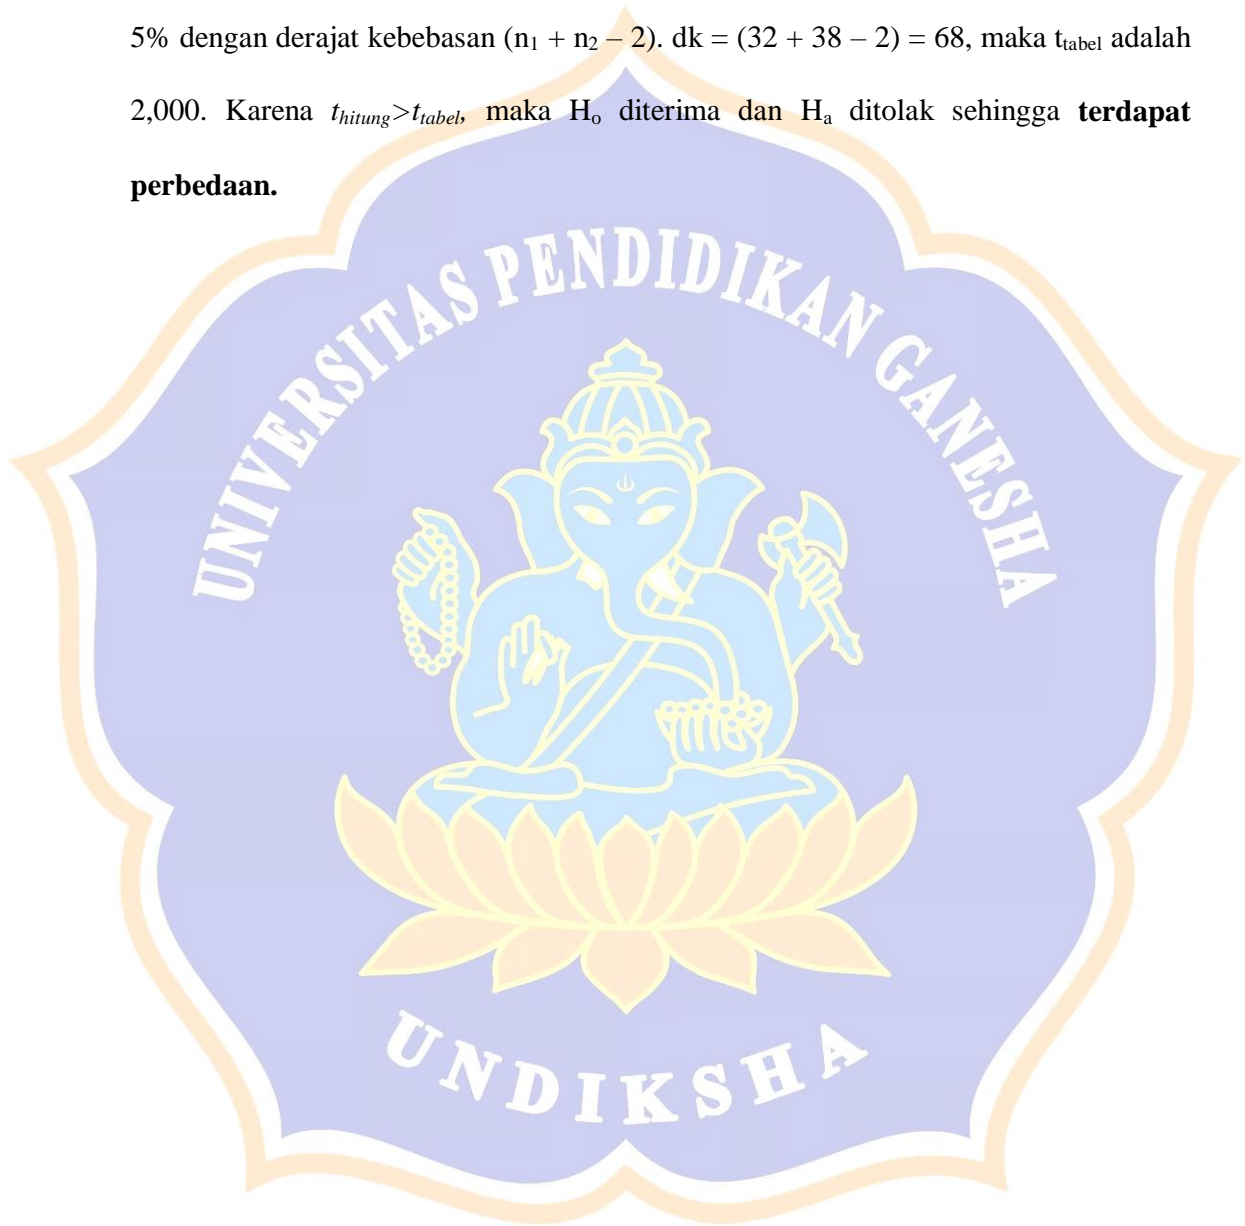 5% dengan derajat kebebasan (n₁ + n₂ – 2). dk = (32 + 38 – 2) = 68, maka tₜₐbₑₗ adalah
2,000. Karena thitung>ttabel, maka Hₒ diterima dan Hₐ ditolak sehingga terdapat
perbedaan.
UNIVERSITAS PENDIDIKAN GANESHA
UNDIKSHA